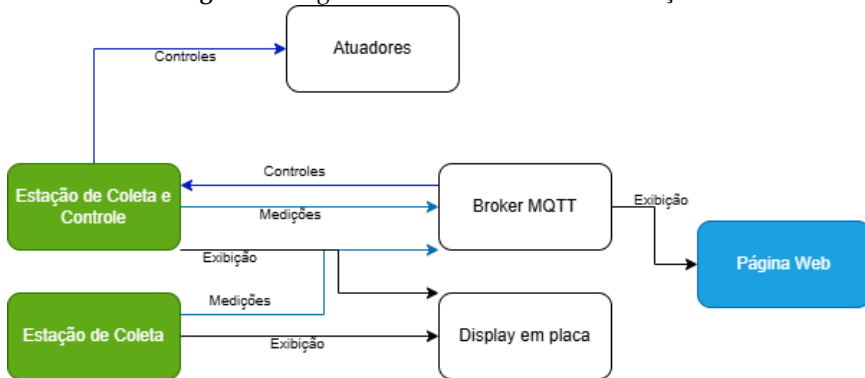 Atuadores
Controles
Controles
Estação de Coleta e
Controle
Medições
Broker MQTT
Exibição
Exibição
Página Web
Medições
Estação de Coleta
Exibição
Display em placa